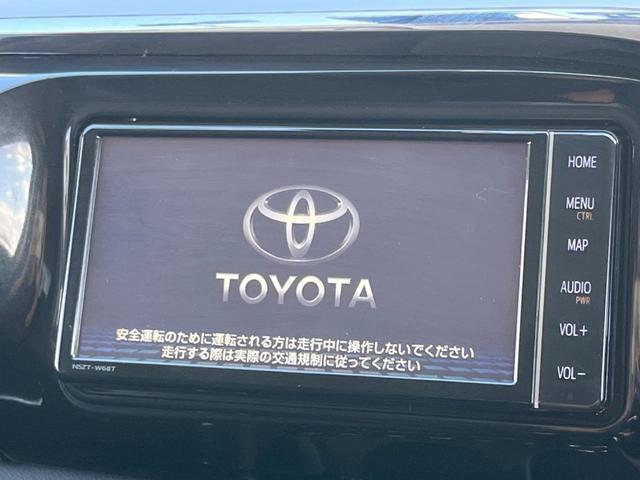 TOYOTA
安全運転のために運転される方は走行中に操作しないでください
走行する際は実際の交通規制に従ってください
NSZT-W68T
HOME
MENU
CTRL
MAP
AUDIO
PWR
VOL+
VOL−